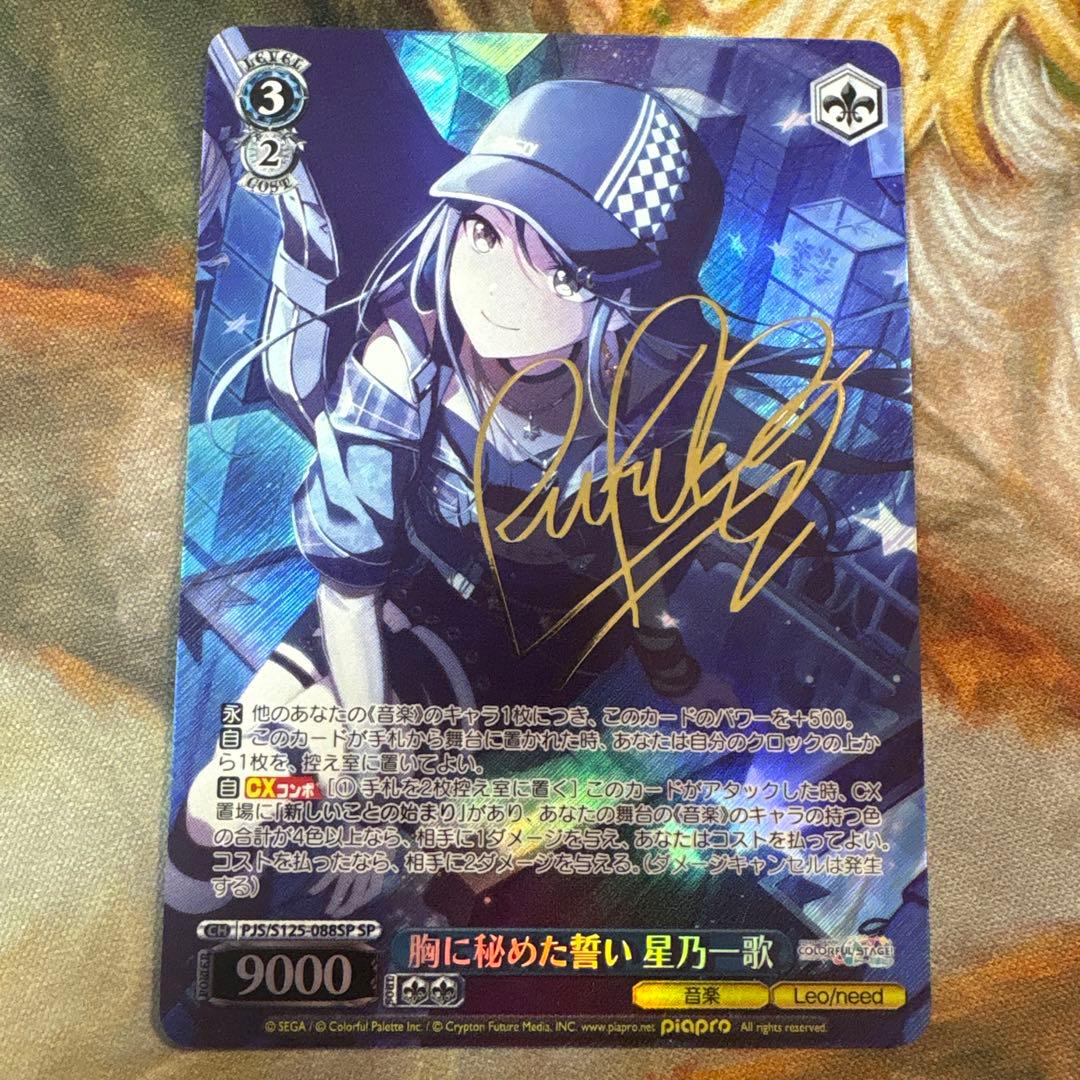 LEVEL
3
2
COST
永 他のあなたの《音楽》のキャラ1枚につき、このカードのパワーを+500。
自 このカードが手札から舞台に置かれた時、あなたは自分のクロックの上か
ら1枚を、控え室に置いてよい。
自 CXコンボ [① 手札を2枚控え室に置く] このカードがアタックした時、CX
置場に「新しいことの始まり」があり、あなたの舞台の《音楽》のキャラの持つ色
の合計が4色以上なら、相手に1ダメージを与え、あなたはコストを払ってよい。
コストを払ったなら、相手に2ダメージを与える。(ダメージキャンセルは発生
する)
CH PJS/S125-088SP SP
胸に秘めた誓い 星乃一歌
COLORFUL STAGE!
POWER 9000
SOUL
音楽 Leo/need
© SEGA / © Colorful Palette Inc. / © Crypton Future Media, INC. www.piapro.net piapro All rights reserved.